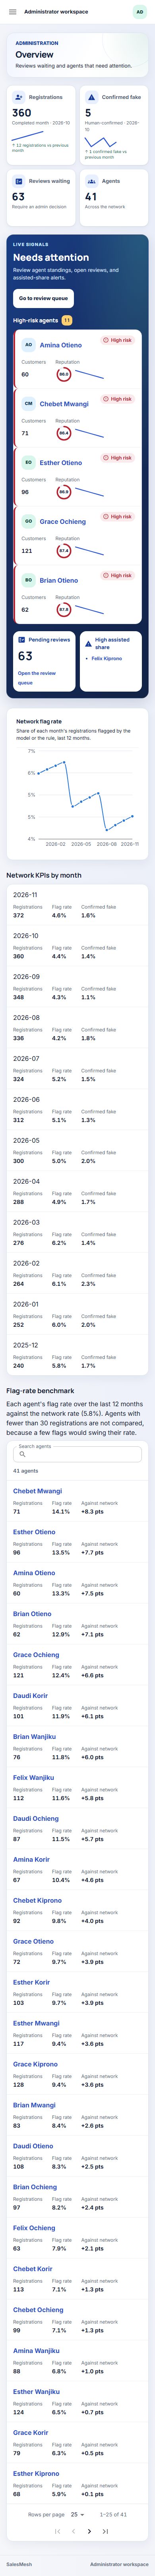 Administrator workspace
AD
ADMINISTRATION
Overview
Reviews waiting and agents that need attention.
Registrations
360
Completed month · 2026-10
↑ 12 registrations vs previous month
Confirmed fake
5
Human-confirmed · 2026-10
↑ 1 confirmed fake vs previous month
Reviews waiting
63
Require an admin decision
Agents
41
Across the network
LIVE SIGNALS
Needs attention
Review agent standings, open reviews, and assisted-share alerts.
Go to review queue
High-risk agents 11
AO Amina Otieno High risk
Customers Reputation
60
CM Chebet Mwangi High risk
Customers Reputation
71
EO Esther Otieno High risk
Customers Reputation
96
GO Grace Ochieng High risk
Customers Reputation
121 87.4
BO Brian Otieno High risk
Customers Reputation
62
Pending reviews
63
Open the review queue
High assisted share
• Felix Kiprono
Network flag rate
Share of each month's registrations flagged by the model or the rule, last 12 months.
7%
6%
5%
5%
4%
2026-02 2026-05 2026-08 2026-11
Network KPIs by month
2026-11
Registrations Flag rate Confirmed fake
372 4.6% 1.6%
2026-10
Registrations Flag rate Confirmed fake
360 4.4% 1.4%
2026-09
Registrations Flag rate Confirmed fake
348 4.3% 1.1%
2026-08
Registrations Flag rate Confirmed fake
336 4.2% 1.8%
2026-07
Registrations Flag rate Confirmed fake
324 5.2% 1.5%
2026-06
Registrations Flag rate Confirmed fake
312 5.1% 1.3%
2026-05
Registrations Flag rate Confirmed fake
300 5.0% 2.0%
2026-04
Registrations Flag rate Confirmed fake
288 4.9% 1.7%
2026-03
Registrations Flag rate Confirmed fake
276 6.2% 1.4%
2026-02
Registrations Flag rate Confirmed fake
264 6.1% 2.3%
2026-01
Registrations Flag rate Confirmed fake
252 6.0% 2.0%
2025-12
Registrations Flag rate Confirmed fake
240 5.8% 1.7%
Flag-rate benchmark
Each agent's flag rate over the last 12 months against the network rate (5.8%). Agents with fewer than 30 registrations are not compared, because a few flags would swing their rate.
Search agents
41 agents
Chebet Mwangi
Registrations Flag rate Against network
71 14.1% +8.3 pts
Esther Otieno
Registrations Flag rate Against network
96 13.5% +7.7 pts
Amina Otieno
Registrations Flag rate Against network
60 13.3% +7.5 pts
Brian Otieno
Registrations Flag rate Against network
62 12.9% +7.1 pts
Grace Ochieng
Registrations Flag rate Against network
121 12.4% +6.6 pts
Daudi Korir
Registrations Flag rate Against network
101 11.9% +6.1 pts
Brian Wanjiku
Registrations Flag rate Against network
76 11.8% +6.0 pts
Felix Wanjiku
Registrations Flag rate Against network
112 11.6% +5.8 pts
Daudi Ochieng
Registrations Flag rate Against network
87 11.5% +5.7 pts
Amina Korir
Registrations Flag rate Against network
67 10.4% +4.6 pts
Chebet Kiprono
Registrations Flag rate Against network
92 9.8% +4.0 pts
Grace Otieno
Registrations Flag rate Against network
72 9.7% +3.9 pts
Esther Korir
Registrations Flag rate Against network
103 9.7% +3.9 pts
Esther Mwangi
Registrations Flag rate Against network
117 9.4% +3.6 pts
Grace Kiprono
Registrations Flag rate Against network
128 9.4% +3.6 pts
Brian Mwangi
Registrations Flag rate Against network
83 8.4% +2.6 pts
Daudi Otieno
Registrations Flag rate Against network
108 8.3% +2.5 pts
Brian Ochieng
Registrations Flag rate Against network
97 8.2% +2.4 pts
Felix Ochieng
Registrations Flag rate Against network
63 7.9% +2.1 pts
Chebet Korir
Registrations Flag rate Against network
113 7.1% +1.3 pts
Chebet Ochieng
Registrations Flag rate Against network
99 7.1% +1.3 pts
Amina Wanjiku
Registrations Flag rate Against network
88 6.8% +1.0 pts
Esther Wanjiku
Registrations Flag rate Against network
124 6.5% +0.7 pts
Grace Korir
Registrations Flag rate Against network
79 6.3% +0.5 pts
Esther Kiprono
Registrations Flag rate Against network
68 5.9% +0.1 pts
Rows per page 25 1–25 of 41
SalesMesh Administrator workspace